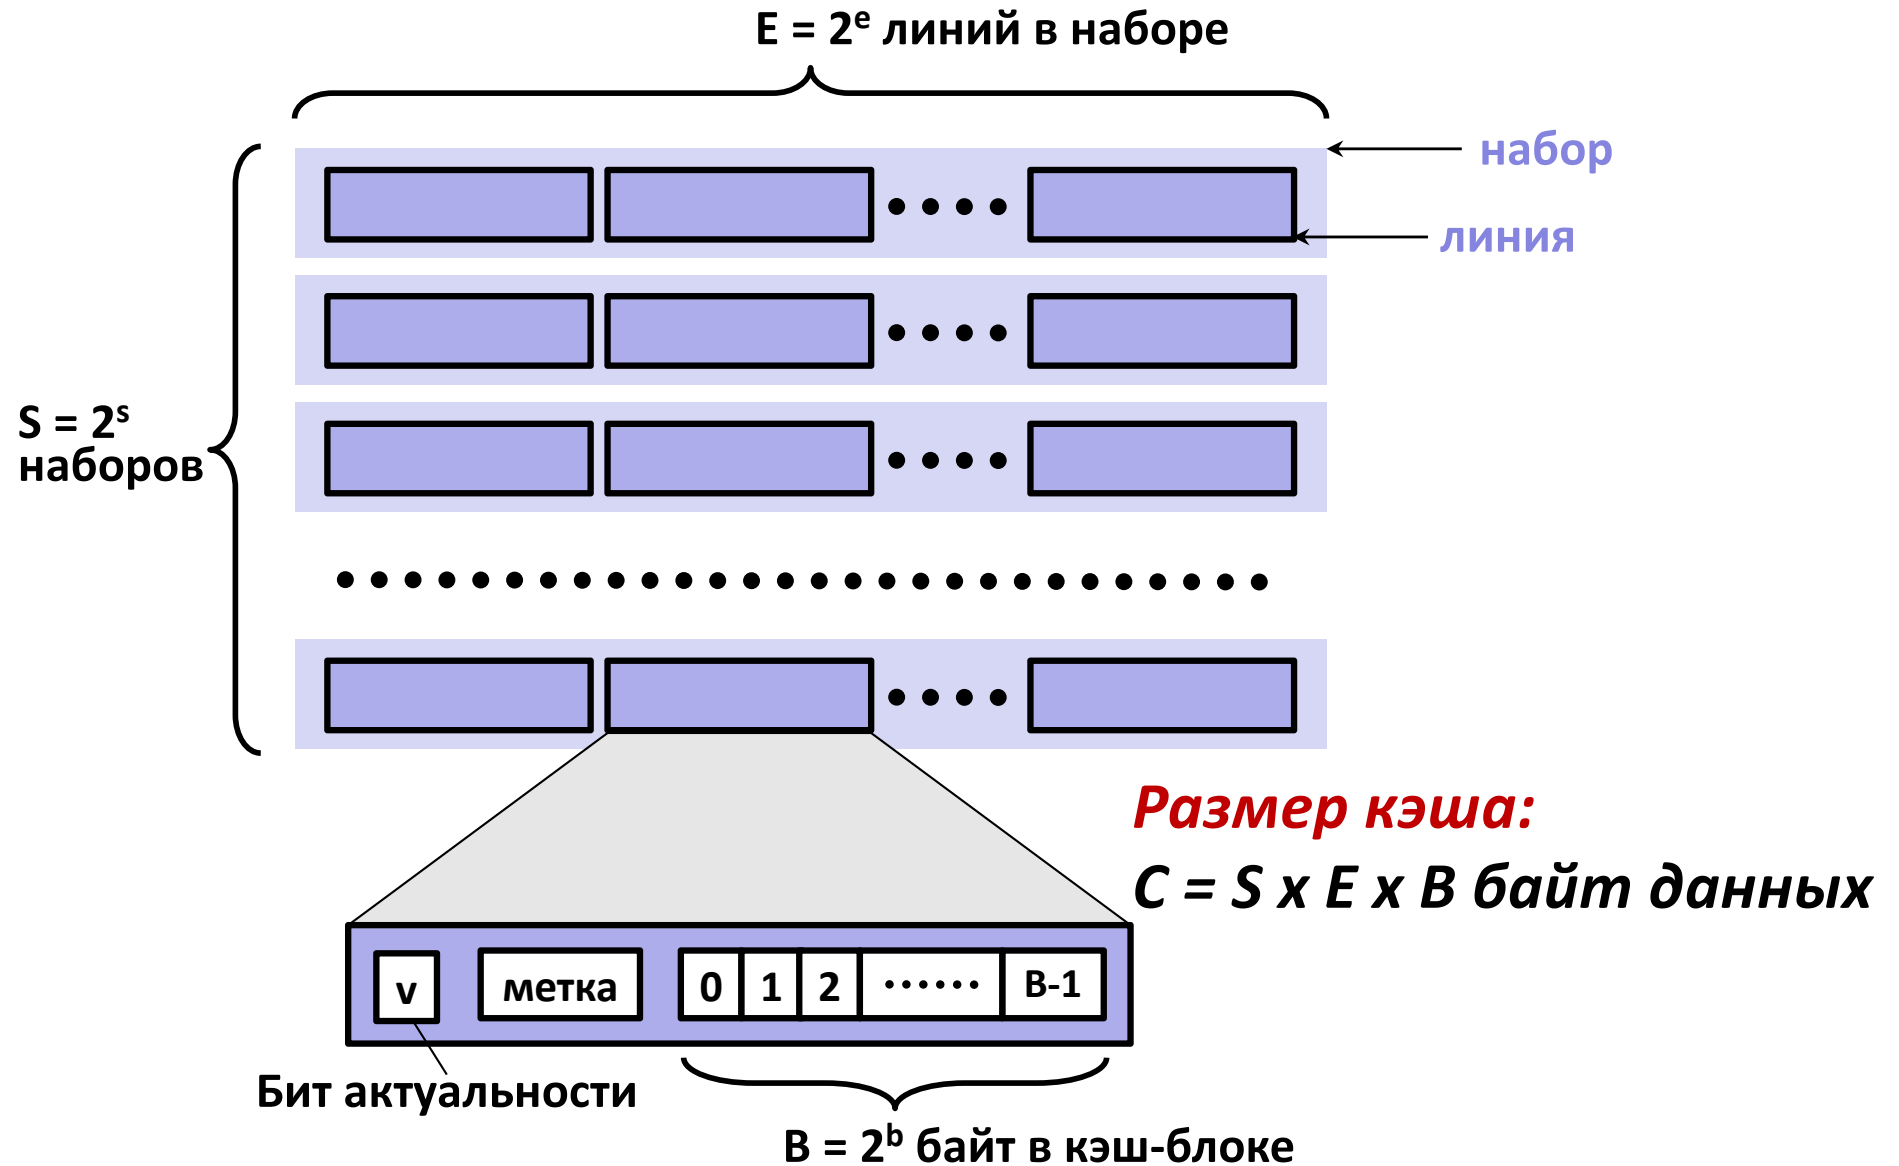 E = 2ᵉ линий в наборе
набор
линия
S = 2ˢ
наборов
Размер кэша:
C = S x E x B байт данных
v метка 0 1 2 ...... B-1
Бит актуальности
B = 2ᵇ байт в кэш-блоке